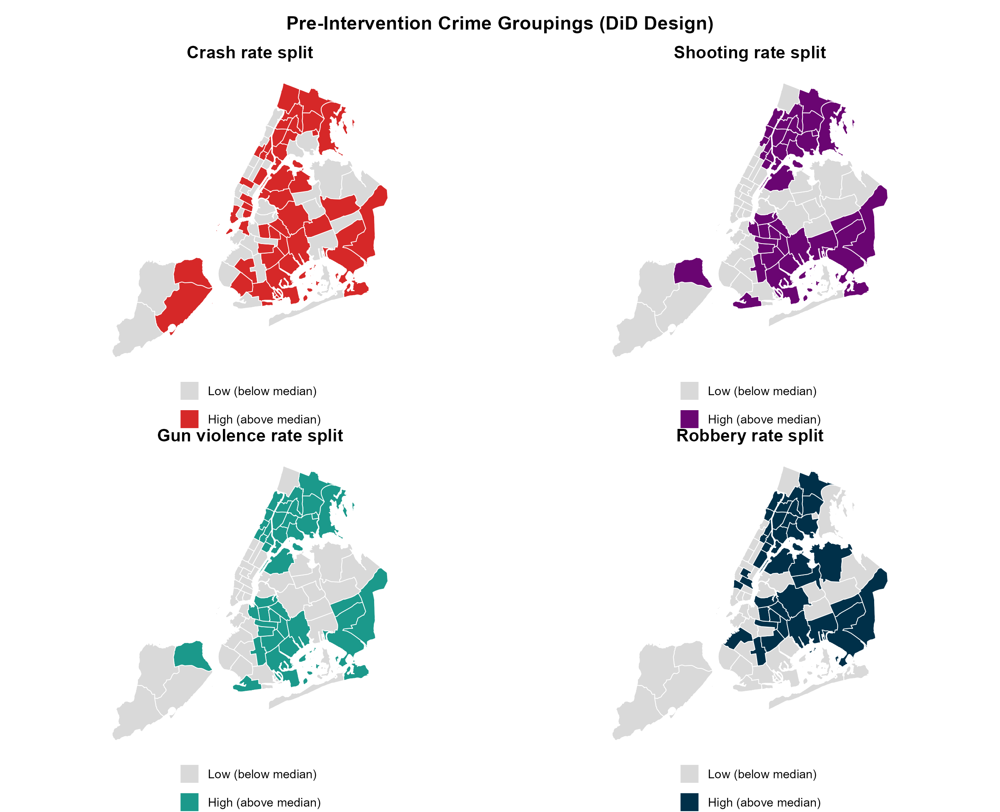 Pre-Intervention Crime Groupings (DiD Design)
Crash rate split
Low (below median)
High (above median)
Shooting rate split
Low (below median)
High (above median)
Gun violence rate split
Low (below median)
High (above median)
Robbery rate split
Low (below median)
High (above median)